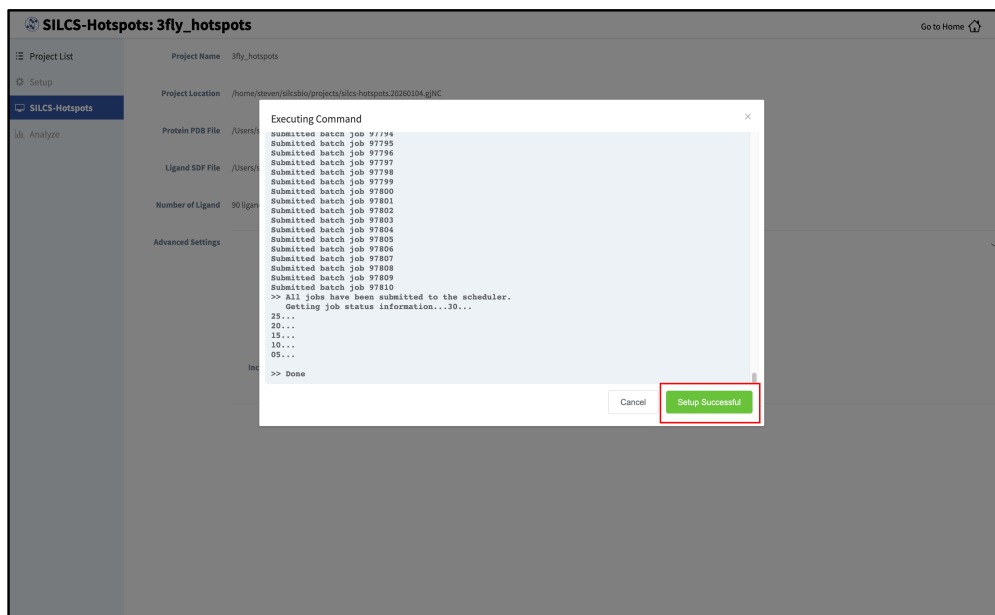 SILCS-Hotspots: 3fly_hotspots
Go to Home
Project List
Setup
SILCS-Hotspots
Analyze
Project Name 3fly_hotspots
Project Location /home/steven/silcsbio/projects/silcs-hotspots.20260104.gjNC
Protein PDB File /Users/s
Ligand SDF File /Users/s
Number of Ligand 90 ligan
Advanced Settings
Inc
Executing Command
Submitted batch job 97794
Submitted batch job 97795
Submitted batch job 97796
Submitted batch job 97797
Submitted batch job 97798
Submitted batch job 97799
Submitted batch job 97800
Submitted batch job 97801
Submitted batch job 97802
Submitted batch job 97803
Submitted batch job 97804
Submitted batch job 97805
Submitted batch job 97806
Submitted batch job 97807
Submitted batch job 97808
Submitted batch job 97809
Submitted batch job 97810
>> All jobs have been submitted to the scheduler.
Getting job status information...30...
25...
20...
15...
10...
05...
>> Done
Cancel
Setup Successful